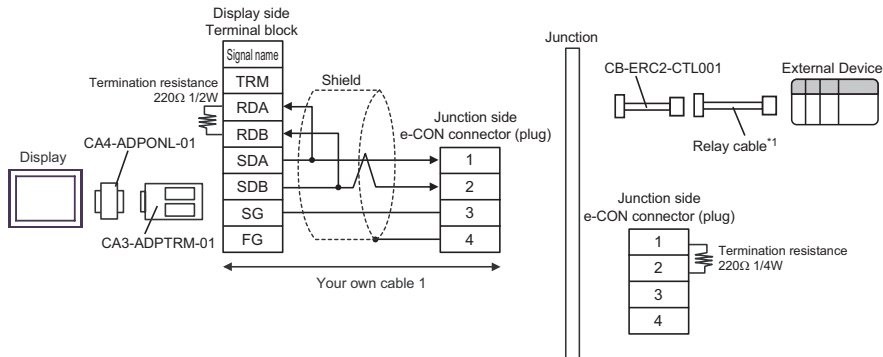 Display side
Terminal block
Signal name
TRM
RDA
RDB
SDA
SDB
SG
FG
Termination resistance
220Ω 1/2W
Shield
Display
CA4-ADPONL-01
CA3-ADPTRM-01
Junction side
e-CON connector (plug)
1
2
3
4
Your own cable 1
Junction
CB-ERC2-CTL001
External Device
Relay cable*1
Junction side
e-CON connector (plug)
1
2
3
4
Termination resistance
220Ω 1/4W